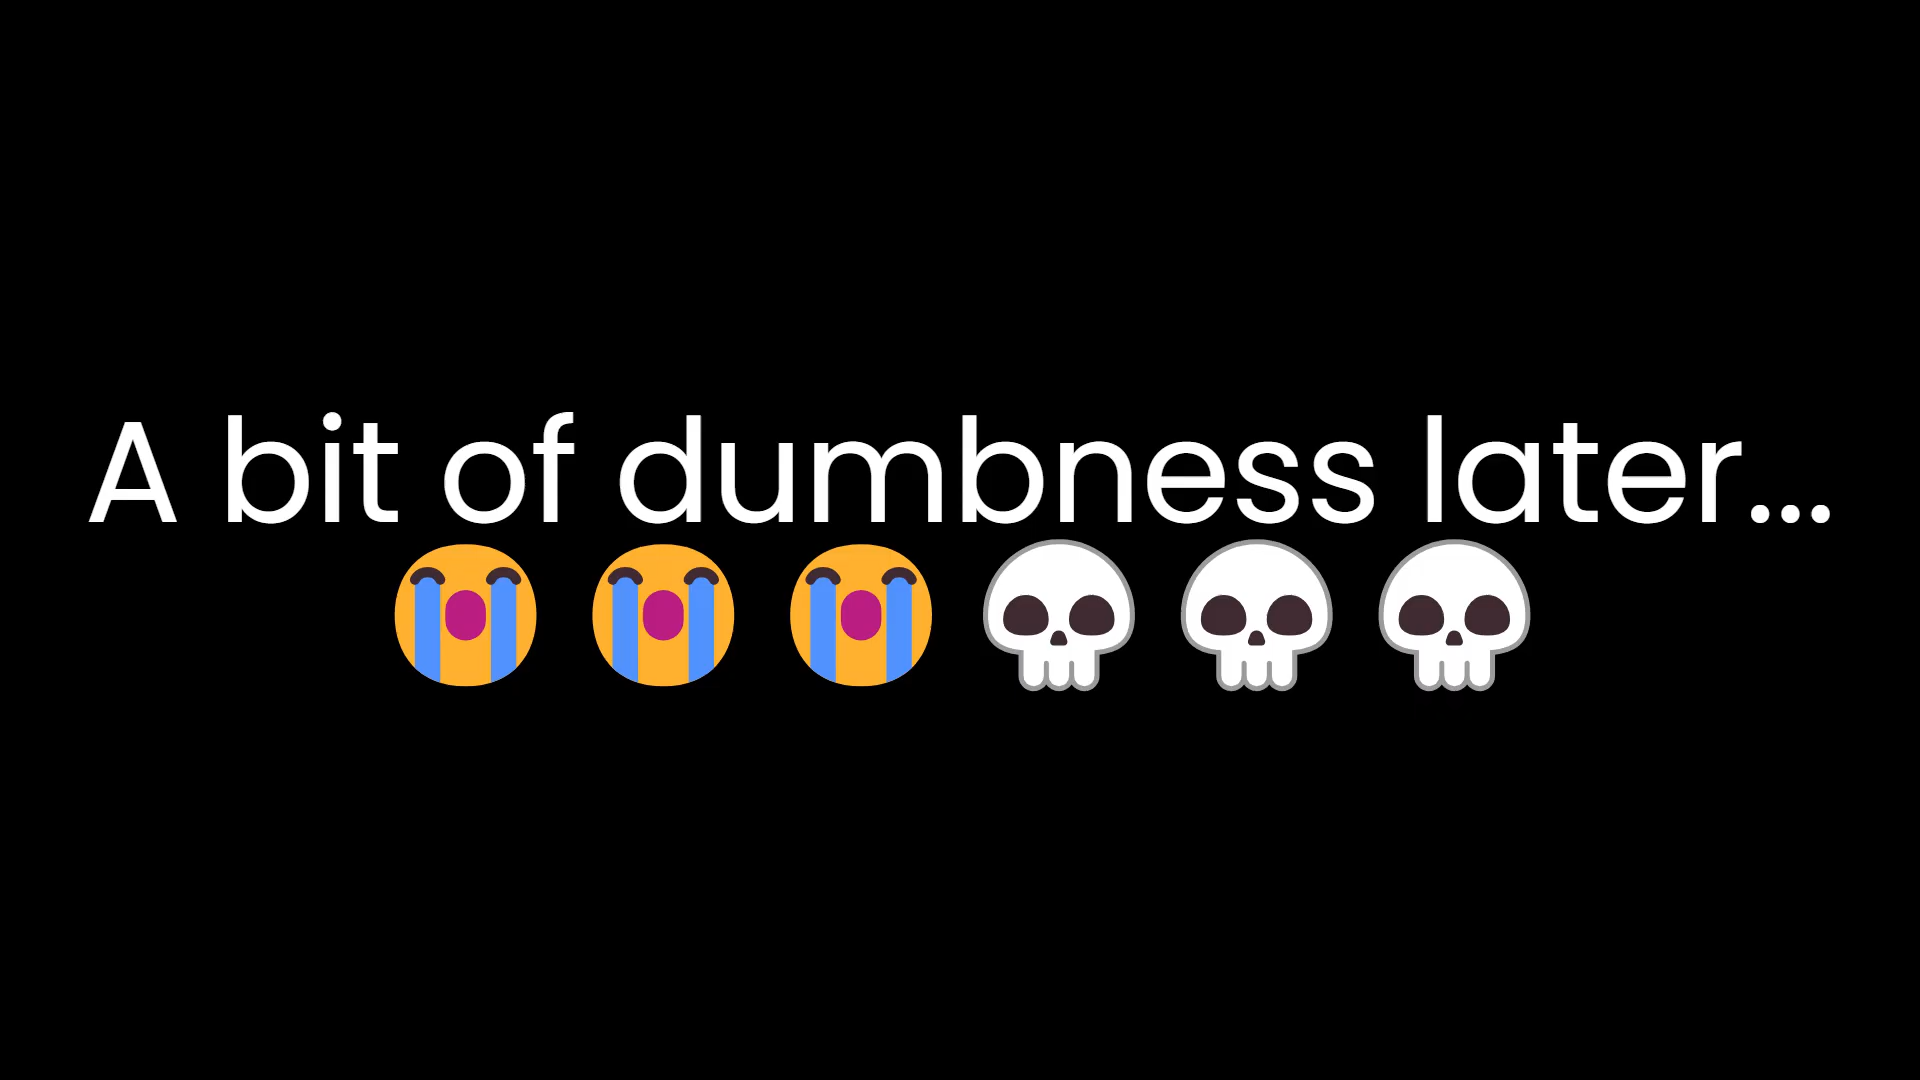 A bit of dumbness later...
😭😭😭💀💀💀